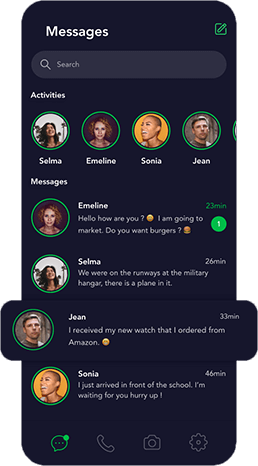 Messages
Search
Activities
Selma
Emeline
Sonia
Jean
Messages
Emeline
23min
Hello how are you ? 😀 I am going to
market. Do you want burgers ? 🍔
1
Selma
26min
We were on the runways at the military
hangar, there is a plane in it.
Jean
33min
I received my new watch that I ordered from
Amazon. 😀
Sonia
46min
I just arrived in front of the school. I'm
waiting for you hurry up !